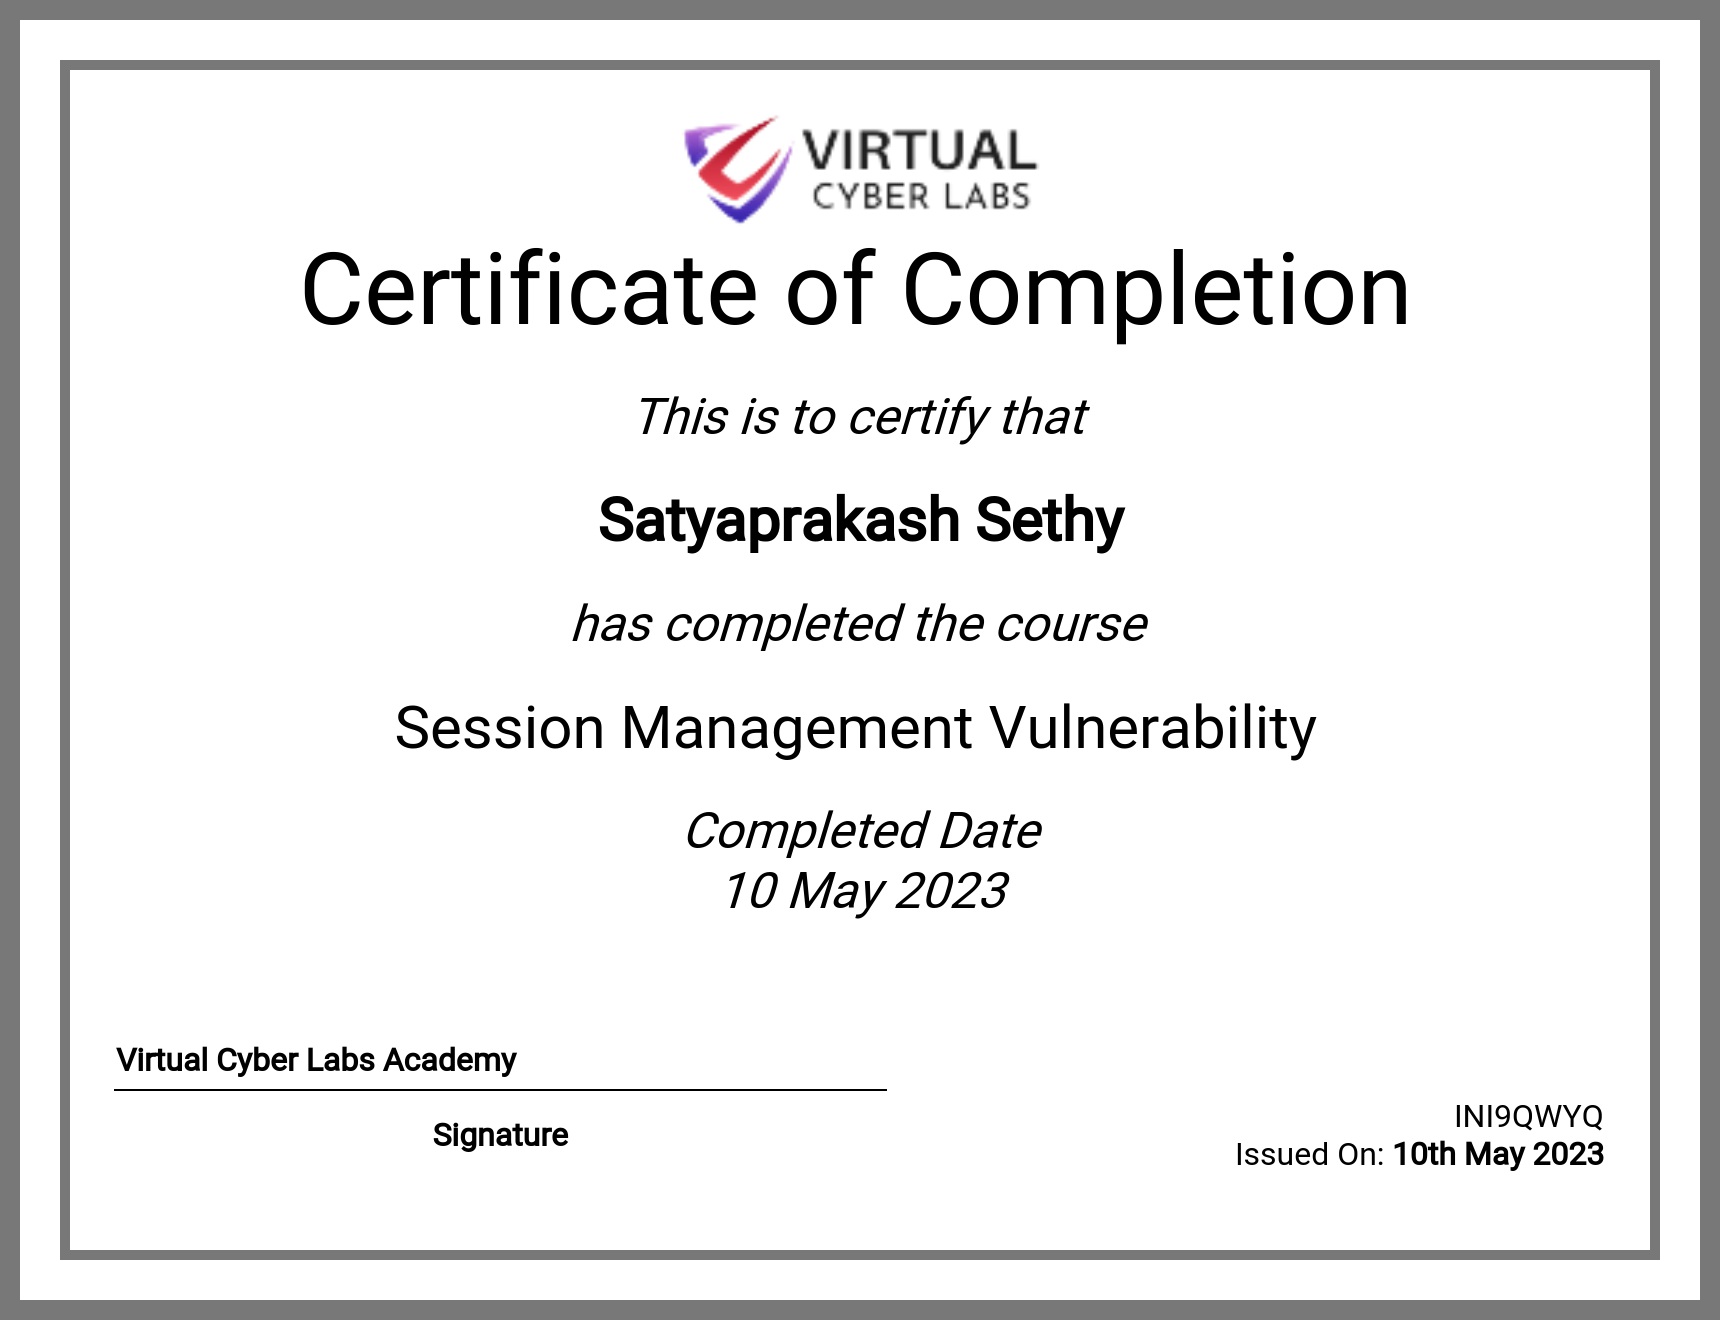 VIRTUAL
CYBER LABS
Certificate of Completion
This is to certify that
Satyaprakash Sethy
has completed the course
Session Management Vulnerability
Completed Date
10 May 2023
Virtual Cyber Labs Academy
Signature
INI9QWYQ
Issued On: 10th May 2023